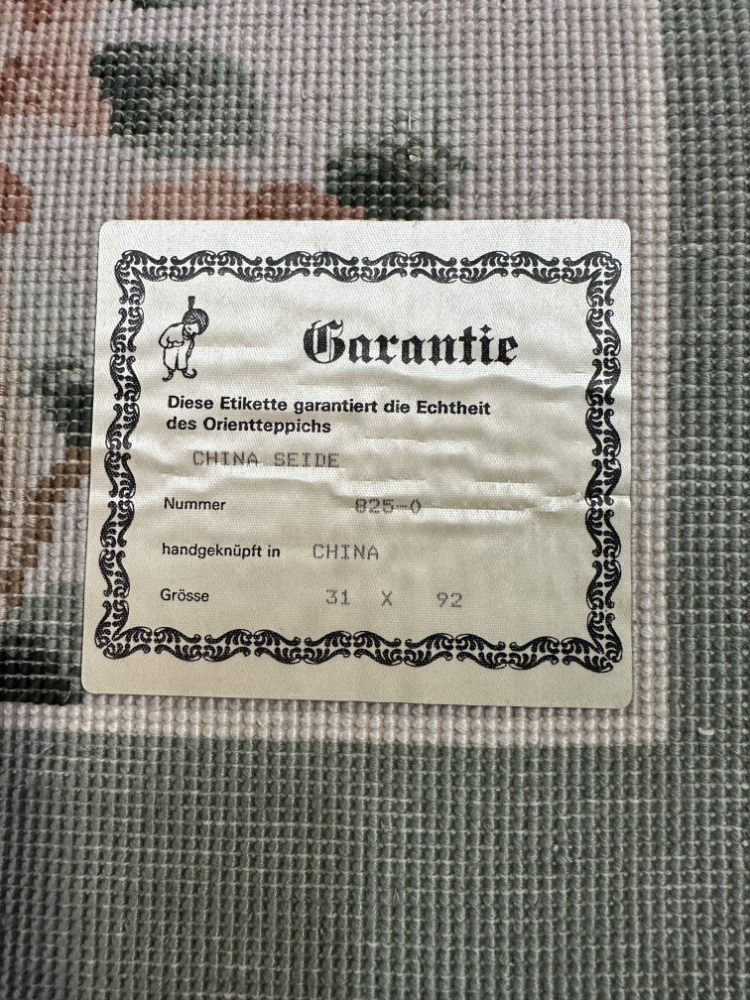 Garantie
Diese Etikette garantiert die Echtheit
des Orientteppichs
CHINA SEIDE
Nummer 825-0
handgeknüpft in CHINA
Grösse 31 X 92